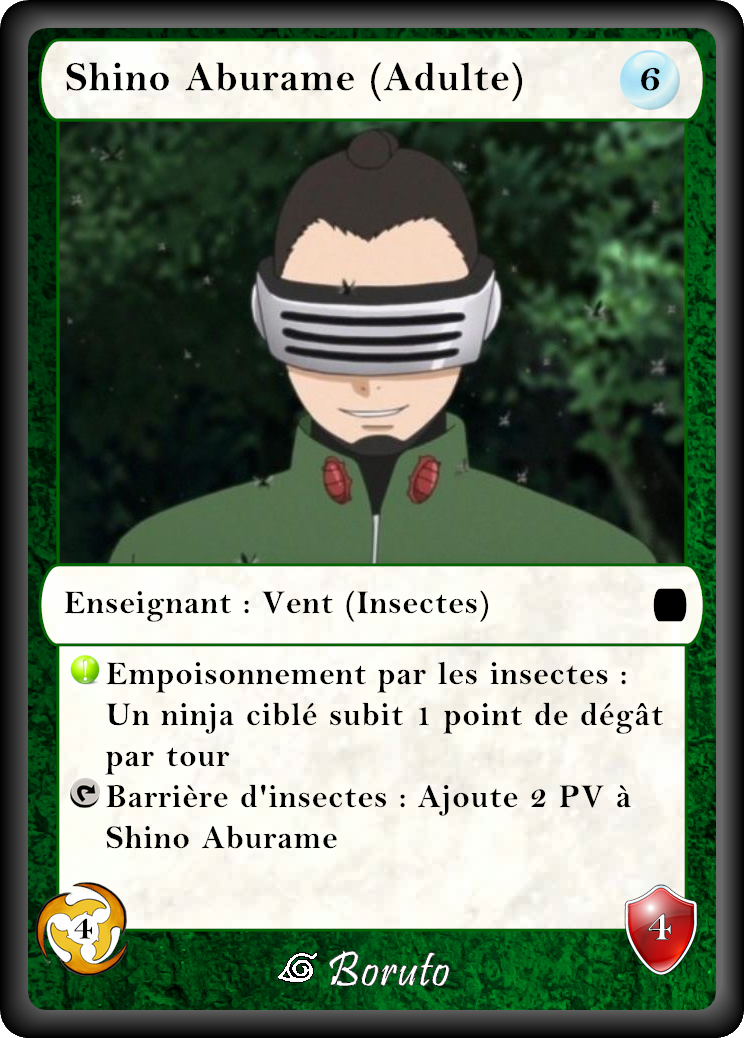 Shino Aburame (Adulte)
6
Enseignant : Vent (Insectes)
! Empoisonnement par les insectes :
Un ninja ciblé subit 1 point de dégât
par tour
Barrière d'insectes : Ajoute 2 PV à
Shino Aburame
4
4
Boruto